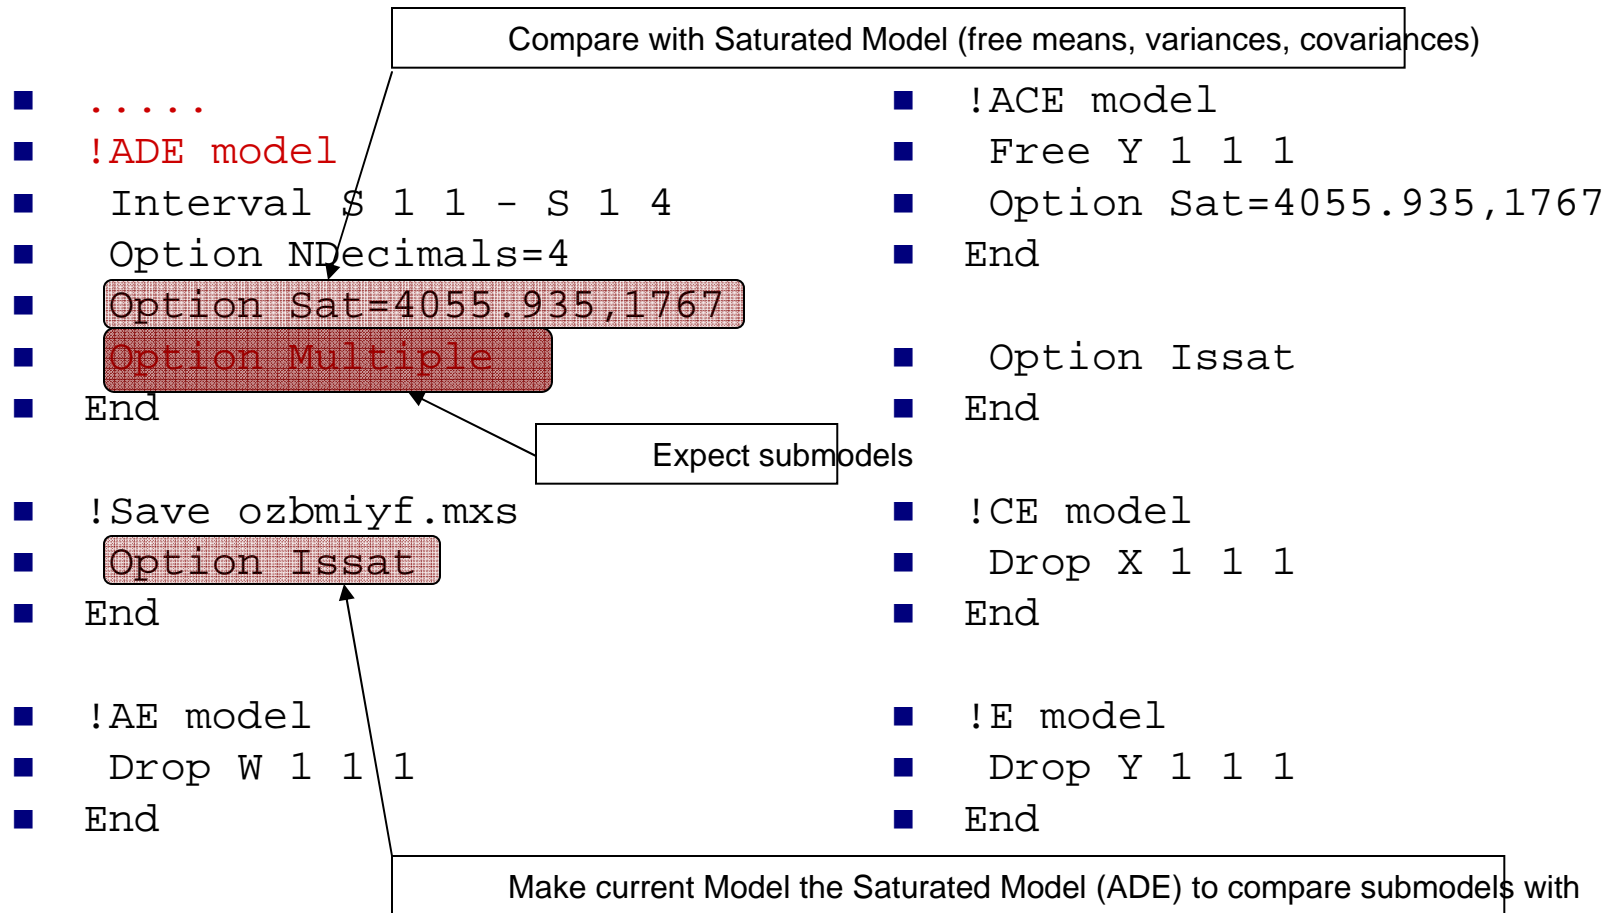 Compare with Saturated Model (free means, variances, covariances)
.....
!ADE model
Interval S 1 1 - S 1 4
Option NDecimals=4
Option Sat=4055.935,1767
Option Multiple
End
Expect submodels
!Save ozbmiyf.mxs
Option Issat
End
!AE model
Drop W 1 1 1
End
!ACE model
Free Y 1 1 1
Option Sat=4055.935,1767
End
Option Issat
End
!CE model
Drop X 1 1 1
End
!E model
Drop Y 1 1 1
End
Make current Model the Saturated Model (ADE) to compare submodels with